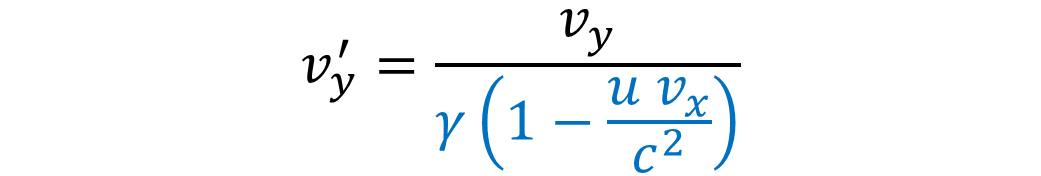 v′_y = v_y / γ(1 − u v_x / c²)